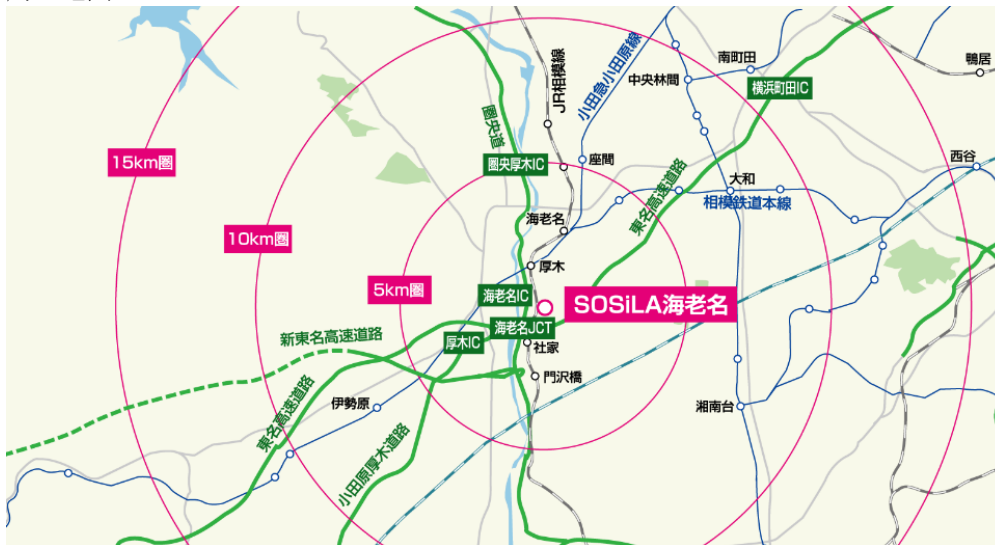 南町田
鴨居
中央林間
横浜町田IC
JR相模線
小田急小田原線
圏央道
15km圏
圏央厚木IC
座間
西谷
大和
相模鉄道本線
東名高速道路
海老名
10km圏
厚木
5km圏
海老名IC
SOSiLA海老名
海老名JCT
厚木IC
社家
新東名高速道路
門沢橋
東名高速道路
伊勢原
湘南台
小田原厚木道路